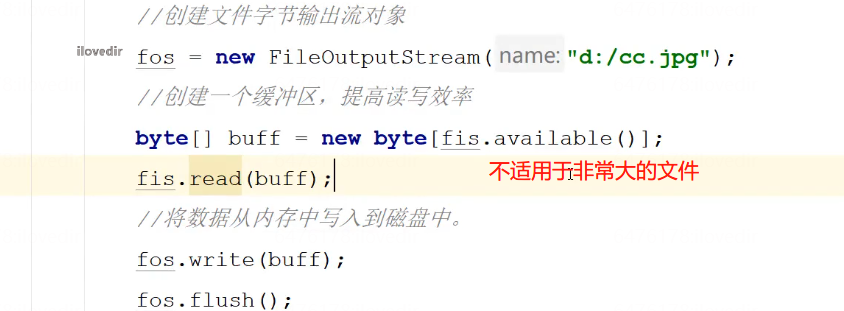 //创建文件字节输出流对象
ilovedir
fos = new FileOutputStream( name: "d:/cc.jpg");
//创建一个缓冲区，提高读写效率
byte[] buff = new byte[fis.available()];
fis.read(buff); 不适用于非常大的文件
//将数据从内存中写入到磁盘中。
fos.write(buff);
fos.flush();